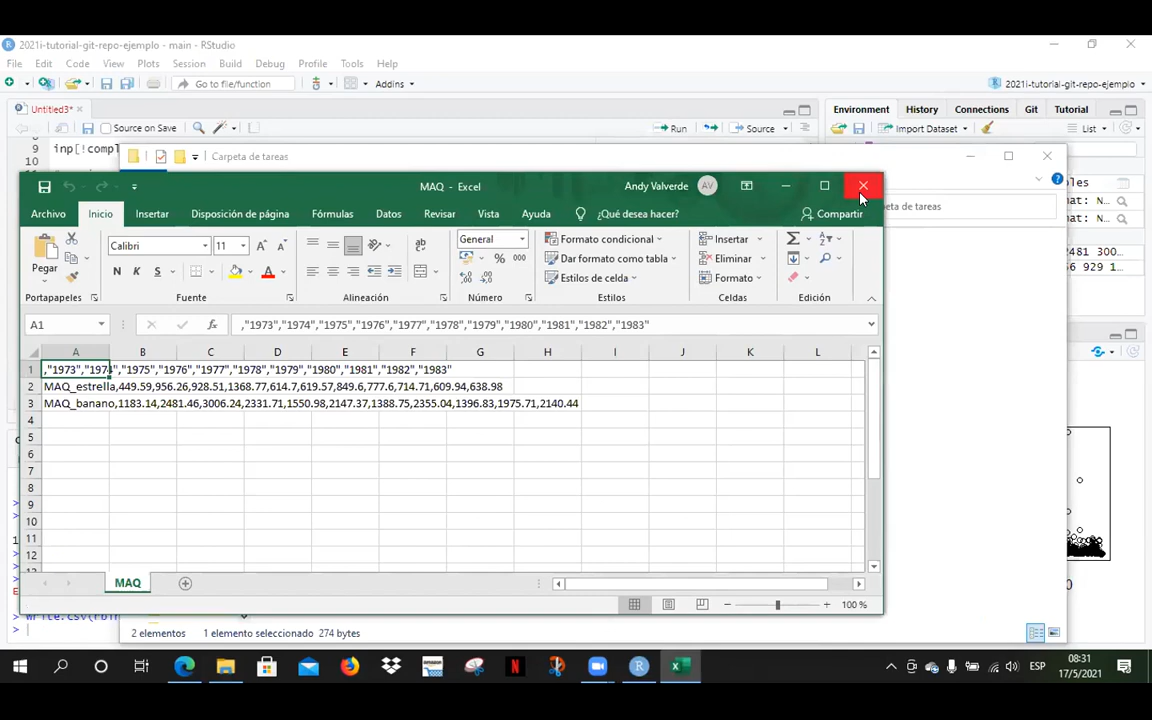 2021i-tutorial-git-repo-ejemplo - main - RStudio
File Edit Code View Plots Session Build Debug Profile Tools Help
Go to file/function Addins 2021i-tutorial-git-repo-ejemplo
Untitled3* Environment History Connections Git Tutorial
Source on Save Run Source Import Dataset List
9 inp[!compl
10
Carpeta de tareas
MAQ - Excel Andy Valverde AV
Archivo Inicio Insertar Disposición de página Fórmulas Datos Revisar Vista Ayuda ¿Qué desea hacer? Compartir
Pegar Calibri 11 General Formato condicional Insertar
N K S Dar formato como tabla Eliminar
% 000 Estilos de celda Formato
Portapapeles Fuente Alineación Número Estilos Celdas Edición
A1 fx ,"1973","1974","1975","1976","1977","1978","1979","1980","1981","1982","1983"
A B C D E F G H I J K L
1 ,"1973","1974","1975","1976","1977","1978","1979","1980","1981","1982","1983"
2 MAQ_estrella,449.59,956.26,928.51,1368.77,614.7,619.57,849.6,777.6,714.71,609.94,638.98
3 MAQ_banano,1183.14,2481.46,3006.24,2331.71,1550.98,2147.37,1388.75,2355.04,1396.83,1975.71,2140.44
4
5
6
7
8
9
10
11
12
MAQ
100 %
write.csv(rbin
2 elementos 1 elemento seleccionado 274 bytes
ESP 08:31
17/5/2021